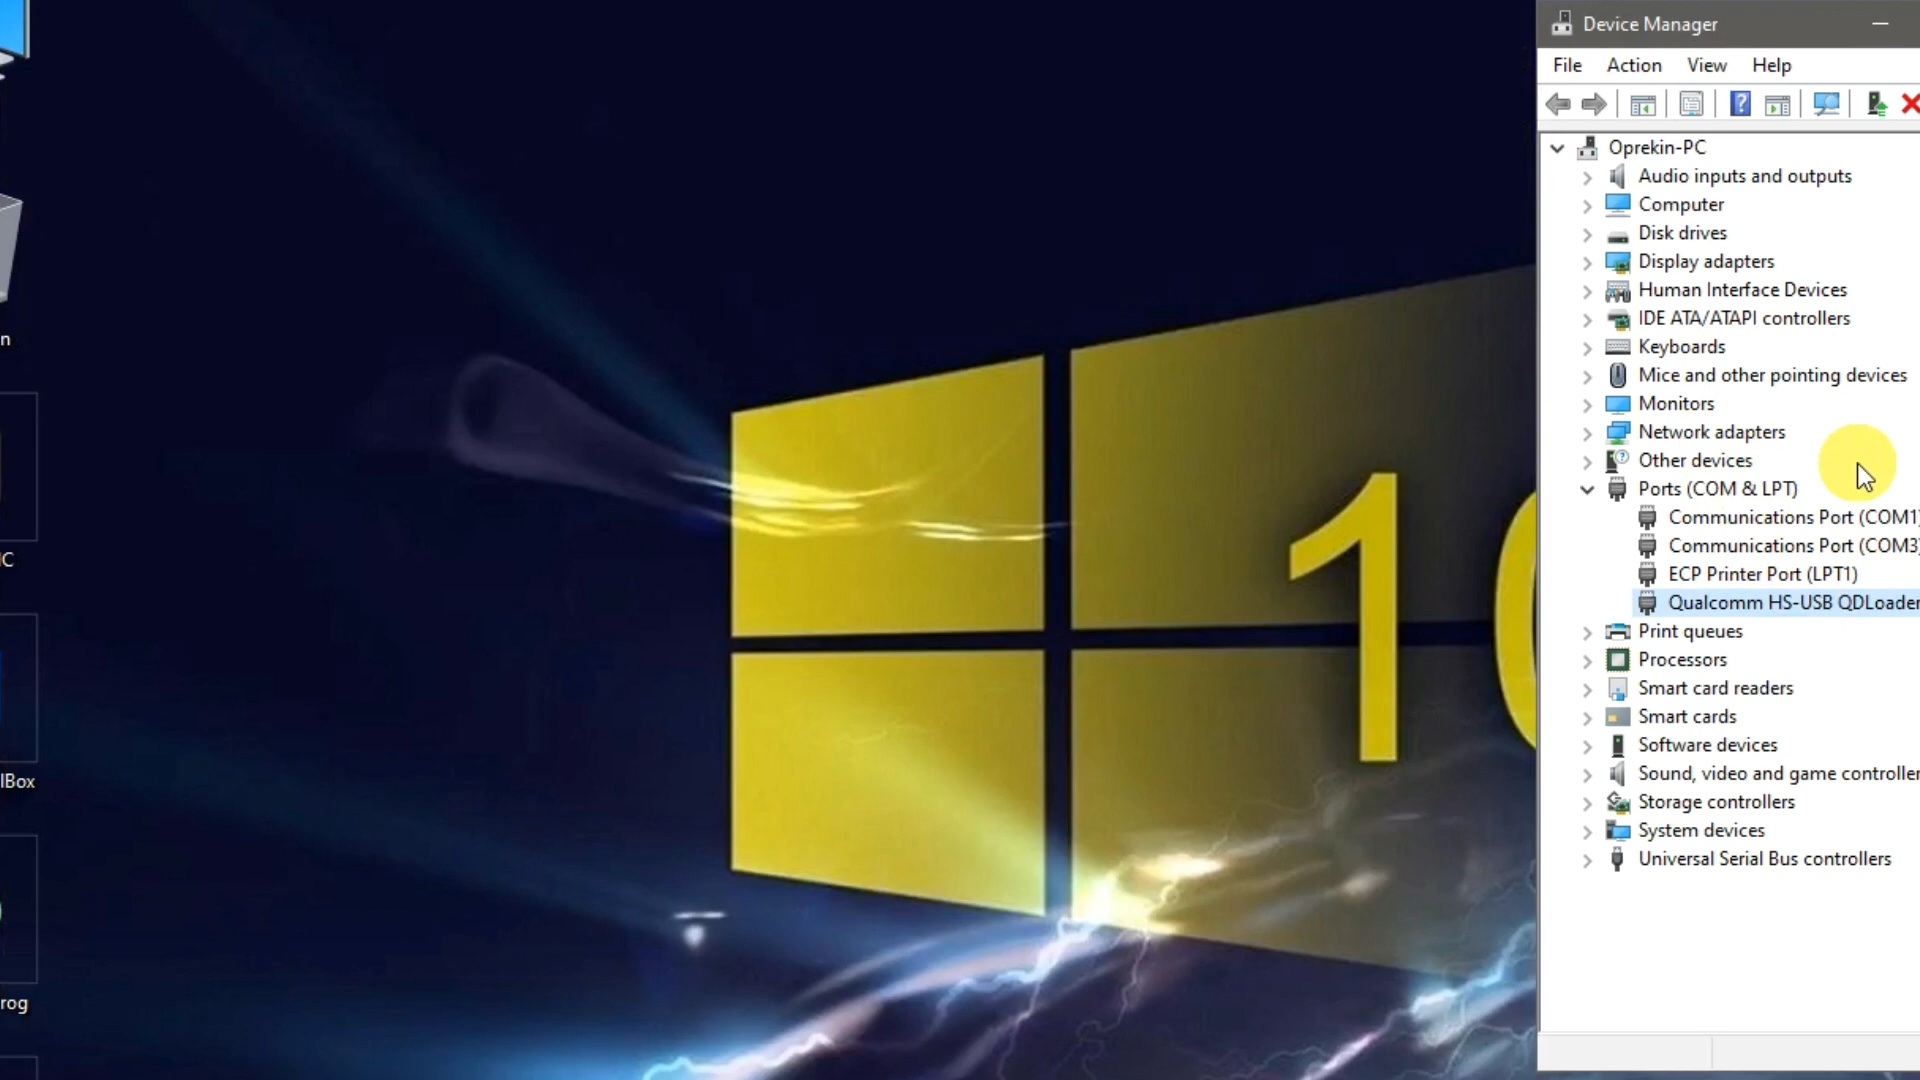 n
C
lBox
rog
10
Device Manager
File Action View Help
Oprekin-PC
Audio inputs and outputs
Computer
Disk drives
Display adapters
Human Interface Devices
IDE ATA/ATAPI controllers
Keyboards
Mice and other pointing devices
Monitors
Network adapters
Other devices
Ports (COM & LPT)
Communications Port (COM1)
Communications Port (COM3)
ECP Printer Port (LPT1)
Qualcomm HS-USB QDLoader
Print queues
Processors
Smart card readers
Smart cards
Software devices
Sound, video and game controller
Storage controllers
System devices
Universal Serial Bus controllers